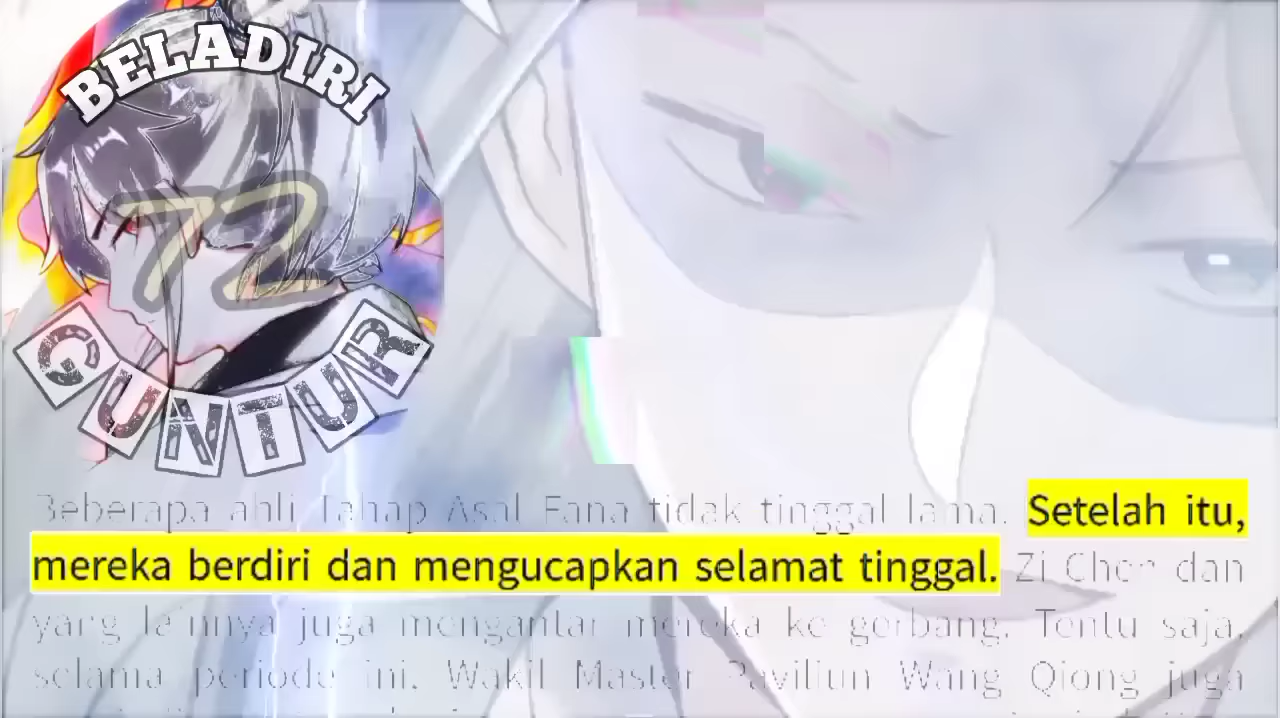 BELADIRI
72
GUNTUR
Beberapa ahli Tahap Asal Fana tidak tinggal lama. Setelah itu,
mereka berdiri dan mengucapkan selamat tinggal. Zi Chen dan
yang lainnya juga mengantar mereka ke gerbang. Tentu saja,
selama periode ini, Wakil Master Paviliun Wang Qiong juga